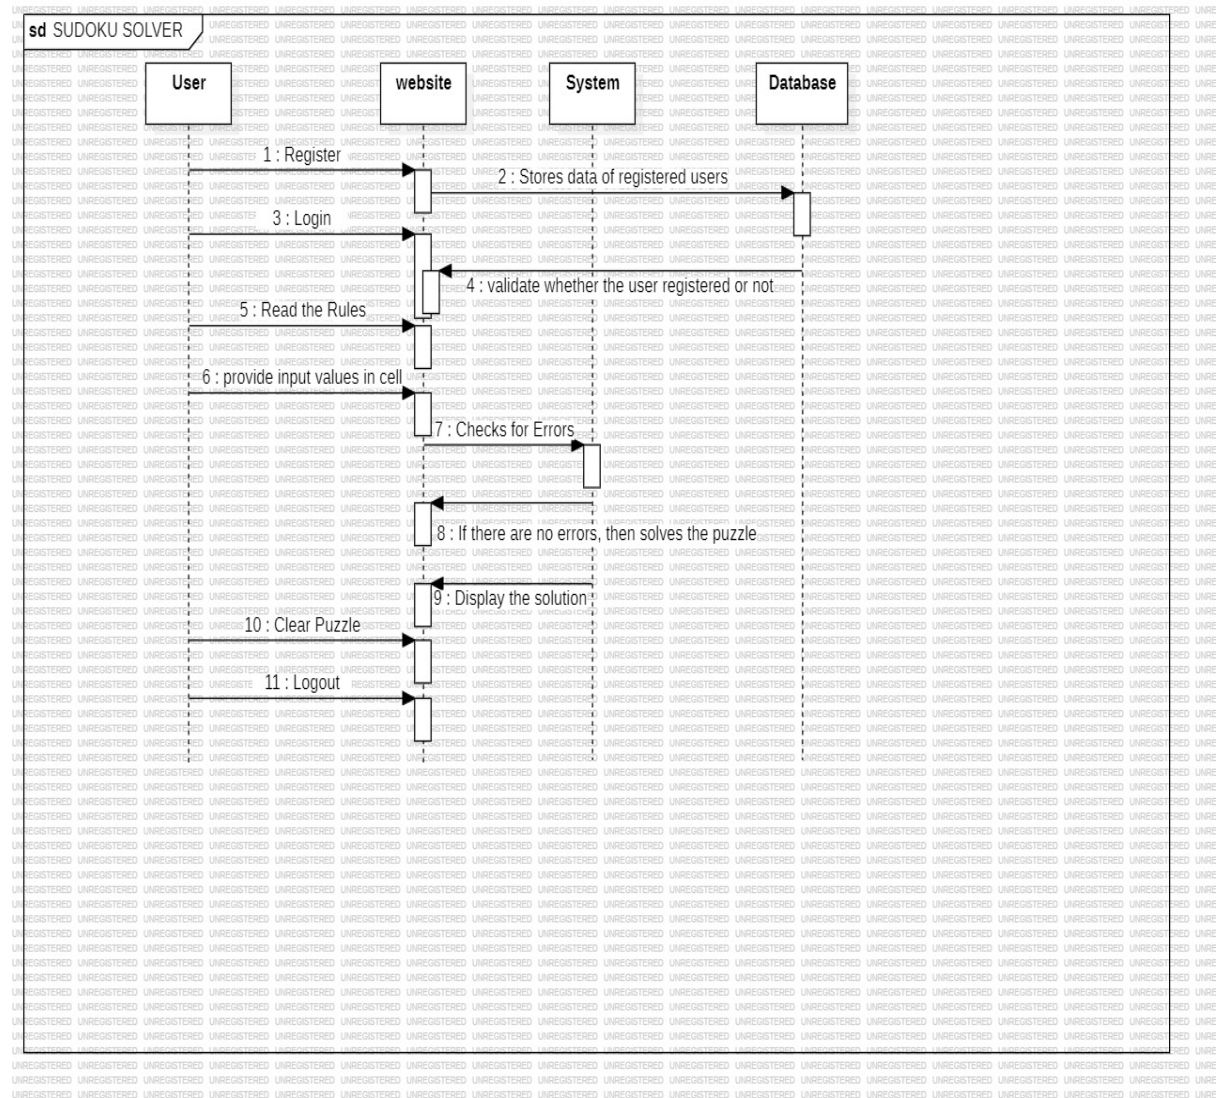 sd SUDOKU SOLVER
User
website
System
Database
1 : Register
2 : Stores data of registered users
3 : Login
4 : validate whether the user registered or not
5 : Read the Rules
6 : provide input values in cell
7 : Checks for Errors
8 : If there are no errors, then solves the puzzle
9 : Display the solution
10 : Clear Puzzle
11 : Logout
UNREGISTERED